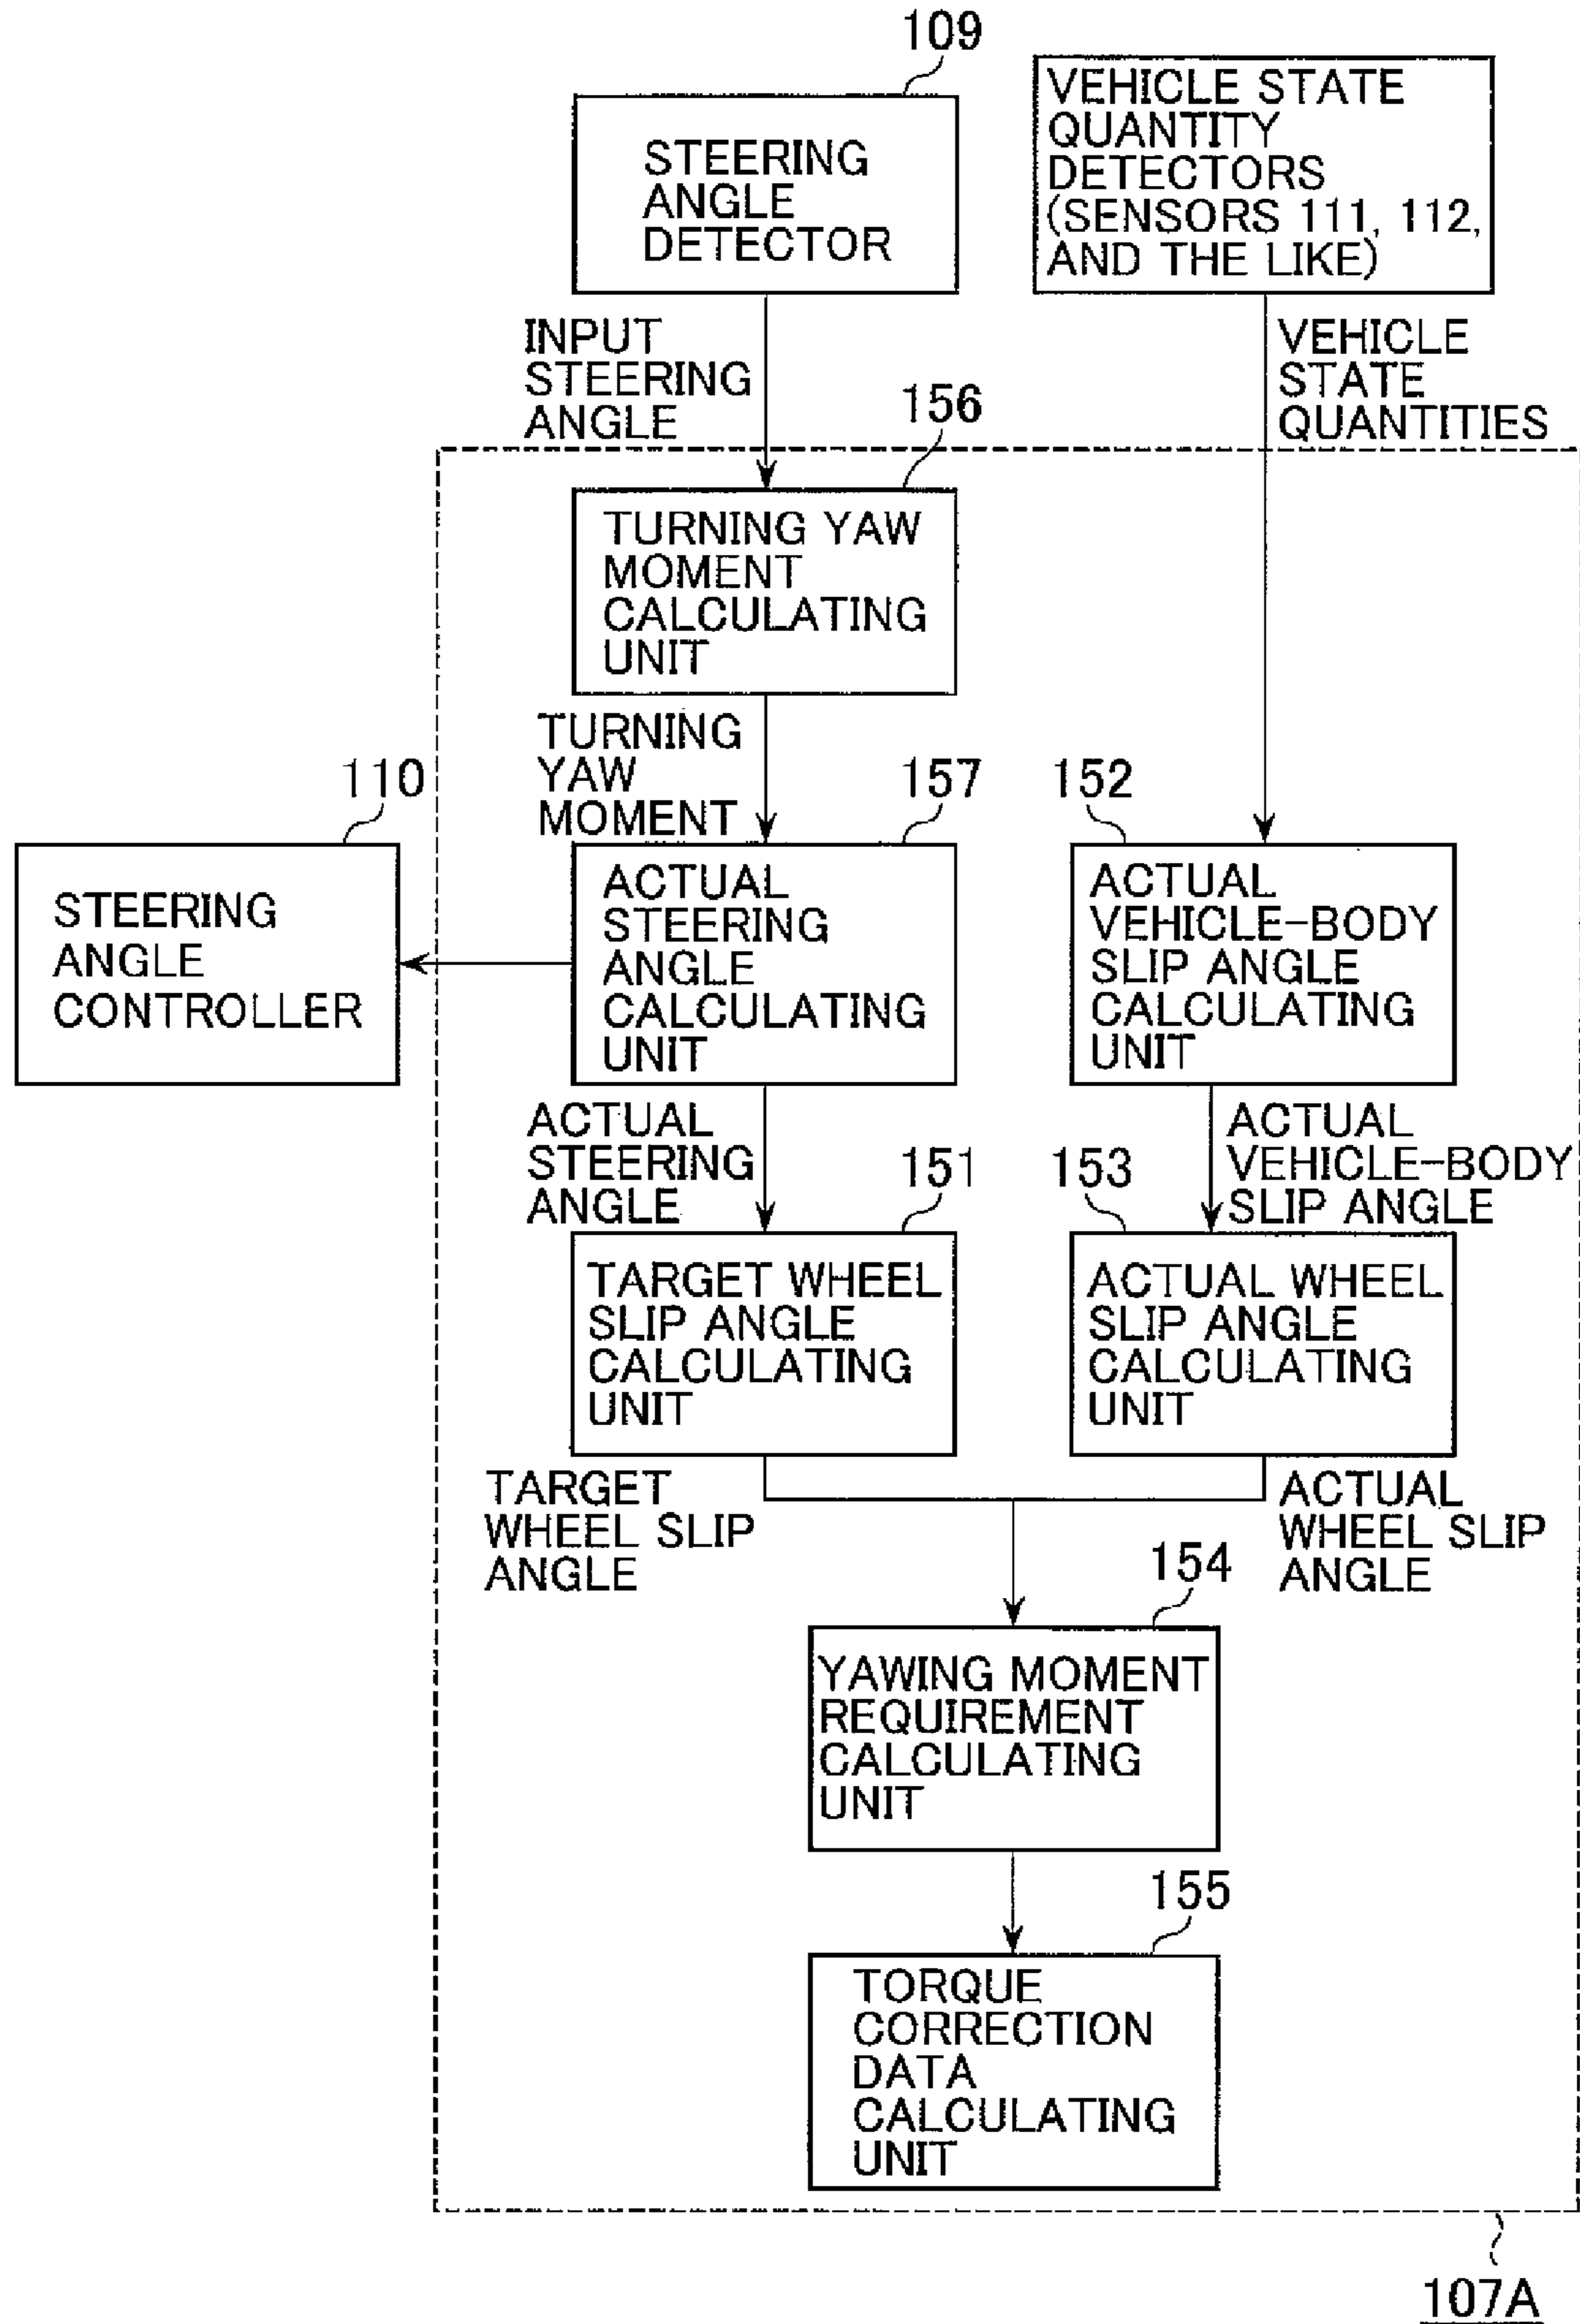 109
STEERING
ANGLE
DETECTOR
VEHICLE STATE
QUANTITY
DETECTORS
(SENSORS 111, 112,
AND THE LIKE)
INPUT
STEERING
ANGLE
VEHICLE
STATE
QUANTITIES
156
TURNING YAW
MOMENT
CALCULATING
UNIT
TURNING
YAW
MOMENT
110
STEERING
ANGLE
CONTROLLER
157
ACTUAL
STEERING
ANGLE
CALCULATING
UNIT
152
ACTUAL
VEHICLE-BODY
SLIP ANGLE
CALCULATING
UNIT
ACTUAL
STEERING
ANGLE
ACTUAL
VEHICLE-BODY
SLIP ANGLE
151
TARGET WHEEL
SLIP ANGLE
CALCULATING
UNIT
153
ACTUAL WHEEL
SLIP ANGLE
CALCULATING
UNIT
TARGET
WHEEL SLIP
ANGLE
ACTUAL
WHEEL SLIP
ANGLE
154
YAWING MOMENT
REQUIREMENT
CALCULATING
UNIT
155
TORQUE
CORRECTION
DATA
CALCULATING
UNIT
107A